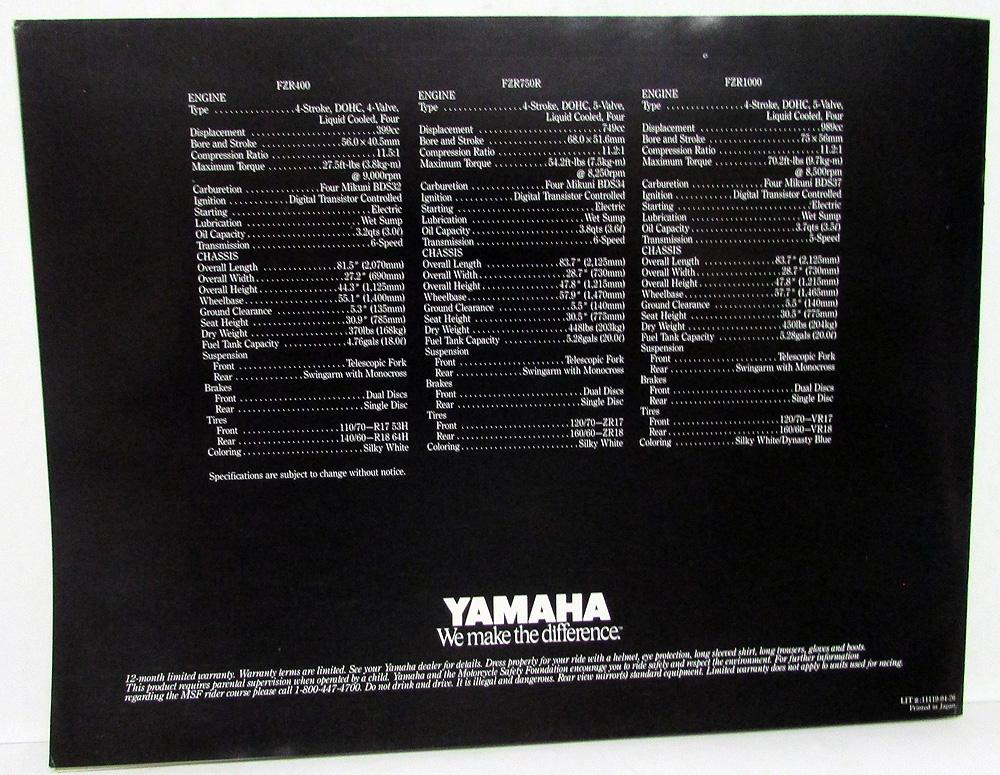 FZR400
ENGINE
Type ..................4-Stroke, DOHC, 4-Valve,
Liquid Cooled, Four
Displacement ..................399cc
Bore and Stroke ..................56.0 × 40.5mm
Compression Ratio ..................11.5:1
Maximum Torque ..................27.5ft-lbs (3.8kg-m)
@ 9,000rpm
Carburetion ..................Four Mikuni BDS32
Ignition ..................Digital Transistor Controlled
Starting ..................Electric
Lubrication ..................Wet Sump
Oil Capacity ..................3.2qts (3.0ℓ)
Transmission ..................6-Speed
CHASSIS
Overall Length ..................81.5" (2,070mm)
Overall Width ..................27.2" (690mm)
Overall Height ..................44.3" (1,125mm)
Wheelbase ..................55.1" (1,400mm)
Ground Clearance ..................5.3" (135mm)
Seat Height ..................30.9" (785mm)
Dry Weight ..................370lbs (168kg)
Fuel Tank Capacity ..................4.76gals (18.0ℓ)
Suspension
Front ..................Telescopic Fork
Rear ..................Swingarm with Monocross
Brakes
Front ..................Dual Discs
Rear ..................Single Disc
Tires
Front ..................110/70—R17 53H
Rear ..................140/60—R18 64H
Coloring ..................Silky White
Specifications are subject to change without notice.
FZR750R
ENGINE
Type ..................4-Stroke, DOHC, 5-Valve,
Liquid Cooled, Four
Displacement ..................749cc
Bore and Stroke ..................68.0 × 51.6mm
Compression Ratio ..................11.2:1
Maximum Torque ..................54.2ft-lbs (7.5kg-m)
@ 8,250rpm
Carburetion ..................Four Mikuni BDS34
Ignition ..................Digital Transistor Controlled
Starting ..................Electric
Lubrication ..................Wet Sump
Oil Capacity ..................3.8qts (3.6ℓ)
Transmission ..................6-Speed
CHASSIS
Overall Length ..................83.7" (2,125mm)
Overall Width ..................28.7" (730mm)
Overall Height ..................47.8" (1,215mm)
Wheelbase ..................57.9" (1,470mm)
Ground Clearance ..................5.5" (140mm)
Seat Height ..................30.5" (775mm)
Dry Weight ..................448lbs (203kg)
Fuel Tank Capacity ..................5.28gals (20.0ℓ)
Suspension
Front ..................Telescopic Fork
Rear ..................Swingarm with Monocross
Brakes
Front ..................Dual Discs
Rear ..................Single Disc
Tires
Front ..................120/70—ZR17
Rear ..................160/60—ZR18
Coloring ..................Silky White
FZR1000
ENGINE
Type ..................4-Stroke, DOHC, 5-Valve,
Liquid Cooled, Four
Displacement ..................989cc
Bore and Stroke ..................75 × 56mm
Compression Ratio ..................11.2:1
Maximum Torque ..................70.2ft-lbs (9.7kg-m)
@ 8,500rpm
Carburetion ..................Four Mikuni BDS37
Ignition ..................Digital Transistor Controlled
Starting ..................Electric
Lubrication ..................Wet Sump
Oil Capacity ..................3.7qts (3.5ℓ)
Transmission ..................5-Speed
CHASSIS
Overall Length ..................83.7" (2,125mm)
Overall Width ..................28.7" (730mm)
Overall Height ..................47.8" (1,215mm)
Wheelbase ..................57.7" (1,465mm)
Ground Clearance ..................5.5" (140mm)
Seat Height ..................30.5" (775mm)
Dry Weight ..................450lbs (204kg)
Fuel Tank Capacity ..................5.28gals (20.0ℓ)
Suspension
Front ..................Telescopic Fork
Rear ..................Swingarm with Monocross
Brakes
Front ..................Dual Discs
Rear ..................Single Disc
Tires
Front ..................120/70—VR17
Rear ..................160/60—VR18
Coloring ..................Silky White/Dynasty Blue
YAMAHA
We make the difference.™
12-month limited warranty. Warranty terms are limited. See your Yamaha dealer for details. Dress properly for your ride with a helmet, eye protection, long sleeved shirt, long trousers, gloves and boots.
This product requires parental supervision when operated by a child. Yamaha and the Motorcycle Safety Foundation encourage you to ride safely and respect the environment. For further information
regarding the MSF rider course please call 1-800-447-4700. Do not drink and drive. It is illegal and dangerous. Rear view mirror(s) standard equipment. Limited warranty does not apply to units used for racing.
LIT #:11119-04-26
Printed in Japan.